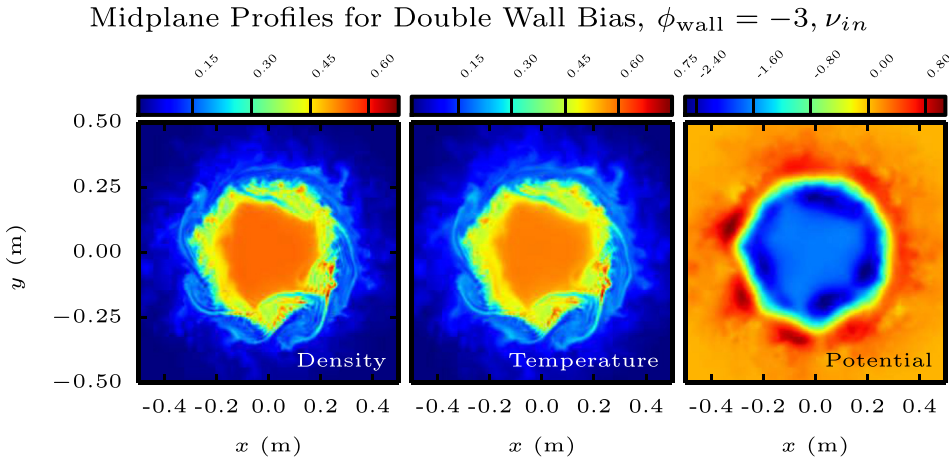 Midplane Profiles for Double Wall Bias, ϕwall = −3, νin
0.15 0.30 0.45 0.60 0.15 0.30 0.45 0.60 0.75 −2.40 −1.60 −0.80 0.00 0.80
0.50
0.25
0.00
−0.25
−0.50
y (m)
Density Temperature Potential
-0.4 -0.2 0.0 0.2 0.4 -0.4 -0.2 0.0 0.2 0.4 -0.4 -0.2 0.0 0.2 0.4
x (m) x (m) x (m)